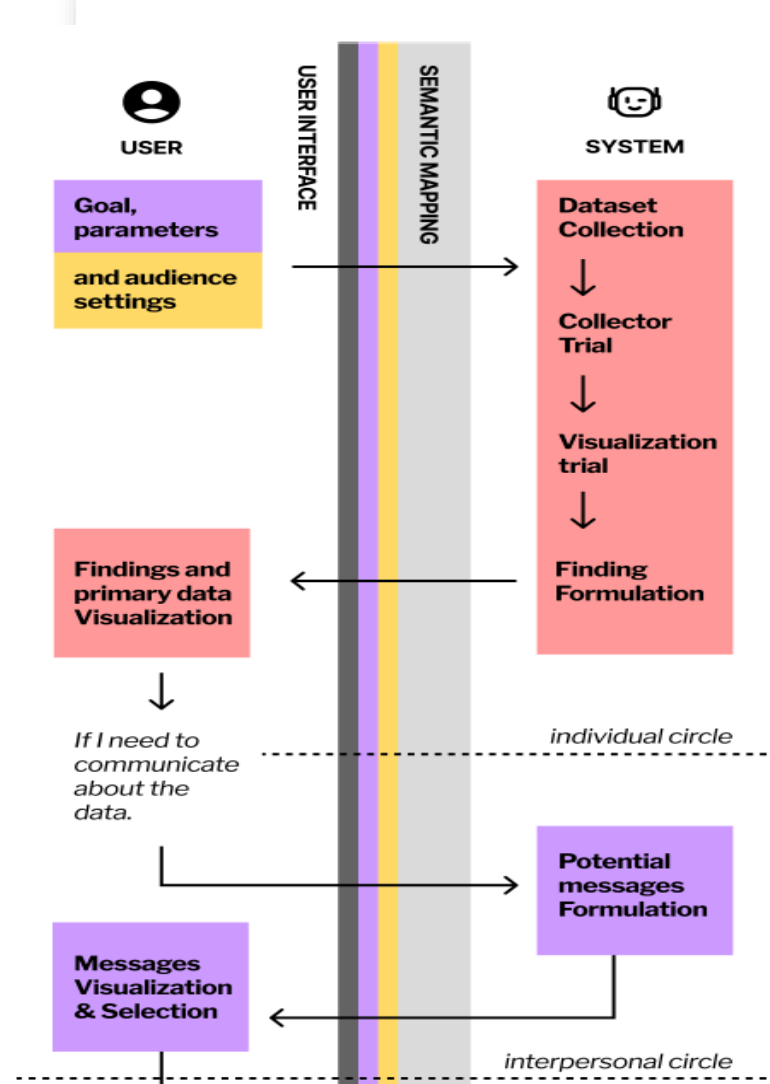 USER
USER INTERFACE
SEMANTIC MAPPING
SYSTEM
Goal,
parameters
and audience
settings
Dataset
Collection
Collector
Trial
Visualization
trial
Finding
Formulation
Findings and
primary data
Visualization
If I need to
communicate
about the
data.
individual circle
Potential
messages
Formulation
Messages
Visualization
& Selection
interpersonal circle